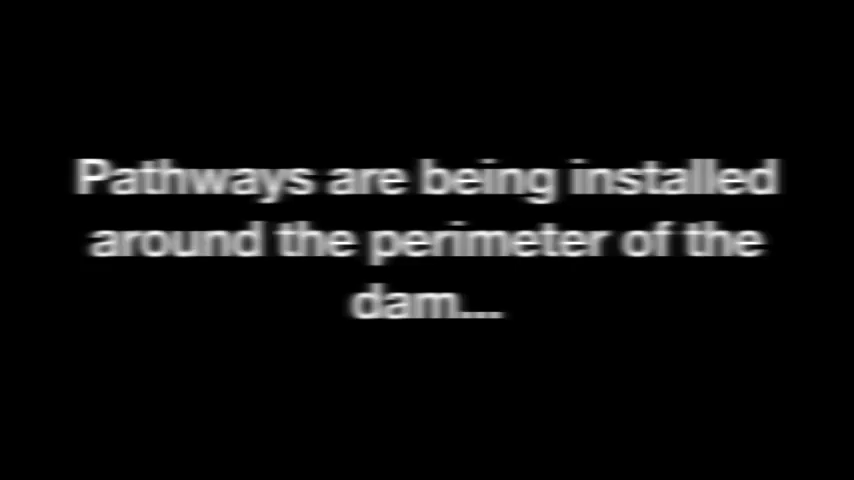 Pathways are being installed
around the perimeter of the
dam...